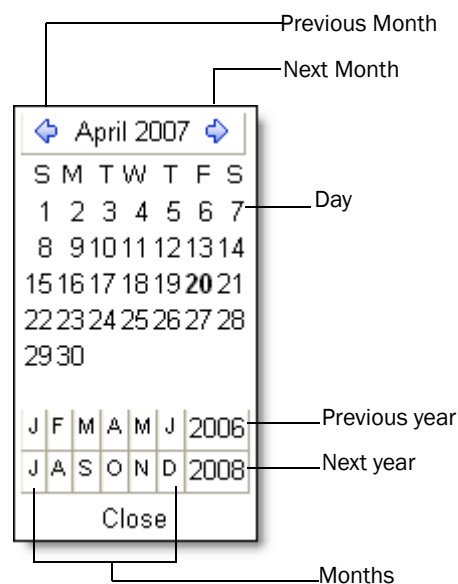 Previous Month
Next Month
April 2007
S M T W T F S
1 2 3 4 5 6 7
Day
8 9 10 11 12 13 14
15 16 17 18 19 20 21
22 23 24 25 26 27 28
29 30
J F M A M J 2006
Previous year
J A S O N D 2008
Next year
Close
Months